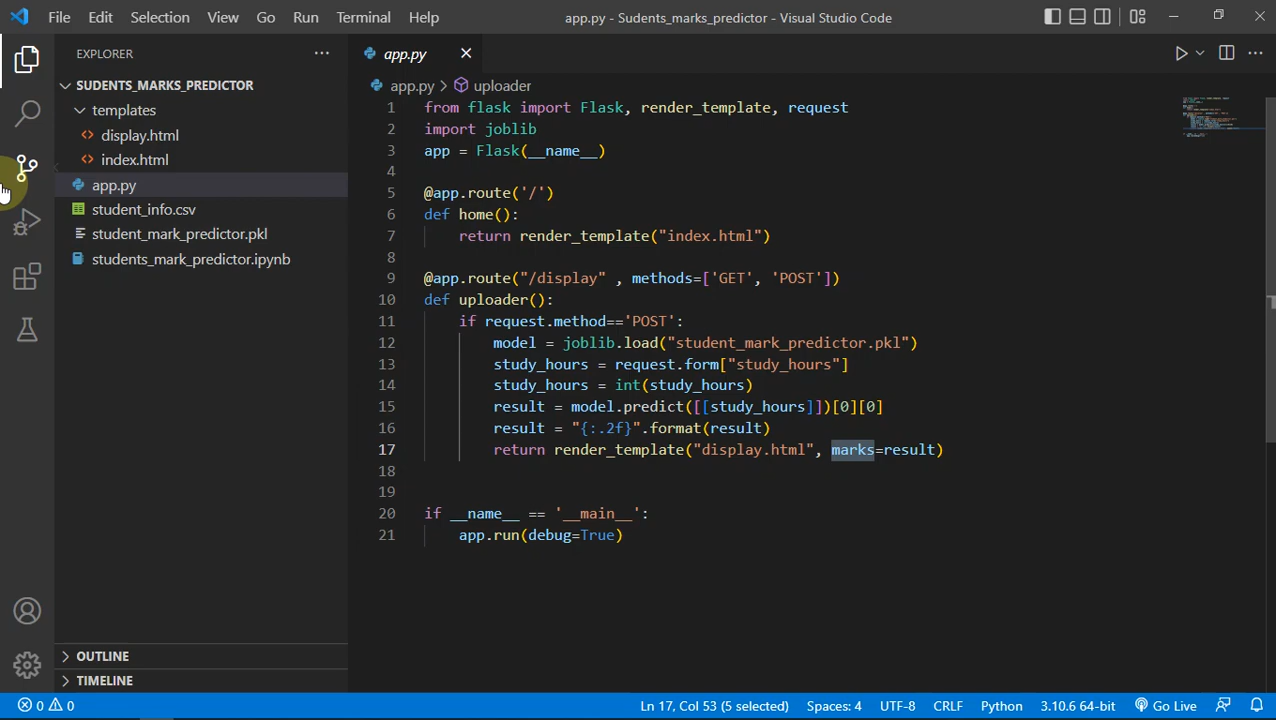 File Edit Selection View Go Run Terminal Help app.py - Sudents_marks_predictor - Visual Studio Code
EXPLORER
SUDENTS_MARKS_PREDICTOR
templates
display.html
index.html
app.py
student_info.csv
student_mark_predictor.pkl
students_mark_predictor.ipynb
OUTLINE
TIMELINE
app.py
app.py > uploader
1 from flask import Flask, render_template, request
2 import joblib
3 app = Flask(__name__)
4
5 @app.route('/')
6 def home():
7 return render_template("index.html")
8
9 @app.route("/display" , methods=['GET', 'POST'])
10 def uploader():
11 if request.method=='POST':
12 model = joblib.load("student_mark_predictor.pkl")
13 study_hours = request.form["study_hours"]
14 study_hours = int(study_hours)
15 result = model.predict([[study_hours]])[0][0]
16 result = "{:.2f}".format(result)
17 return render_template("display.html", marks=result)
18
19
20 if __name__ == '__main__':
21 app.run(debug=True)
0 0 Ln 17, Col 53 (5 selected) Spaces: 4 UTF-8 CRLF Python 3.10.6 64-bit Go Live